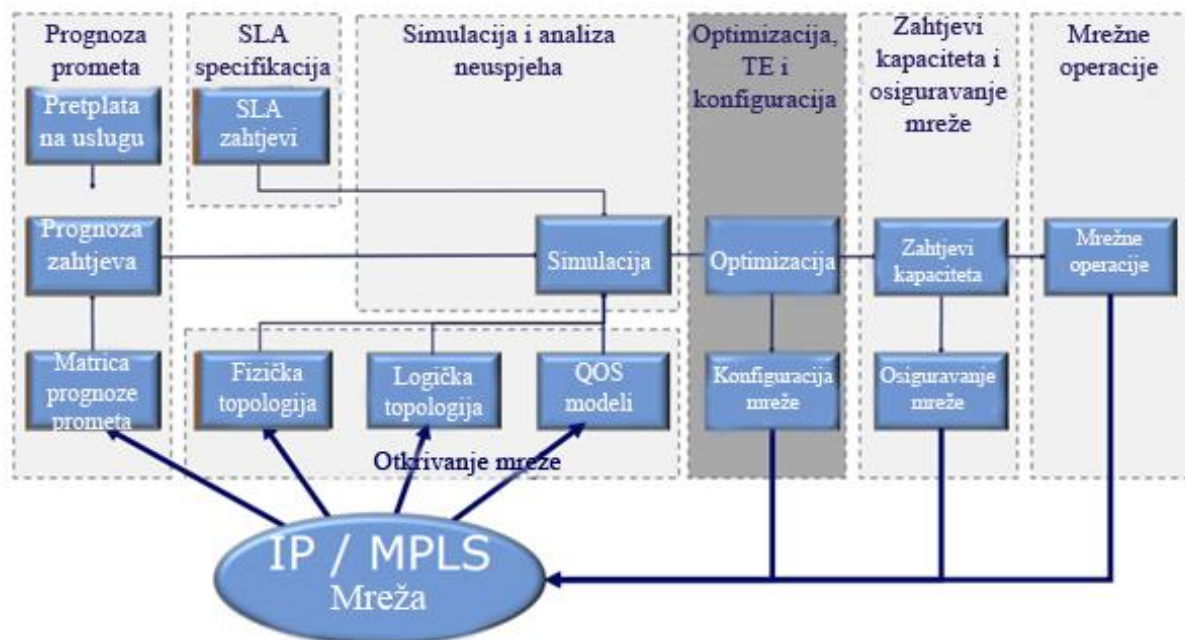 Prognoza
prometa
SLA
specifikacija
Simulacija i analiza
neuspjeha
Optimizacija,
TE i
konfiguracija
Zahtjevi
kapaciteta i
osiguravanje
mreže
Mrežne
operacije
Pretplata
na uslugu
SLA
zahtjevi
Prognoza
zahtjeva
Simulacija
Optimizacija
Zahtjevi
kapaciteta
Mrežne
operacije
Matrica
prognoze
prometa
Fizička
topologija
Logička
topologija
QOS
modeli
Konfiguracija
mreže
Osiguravanje
mreže
Otkrivanje mreze
IP / MPLS
Mreža